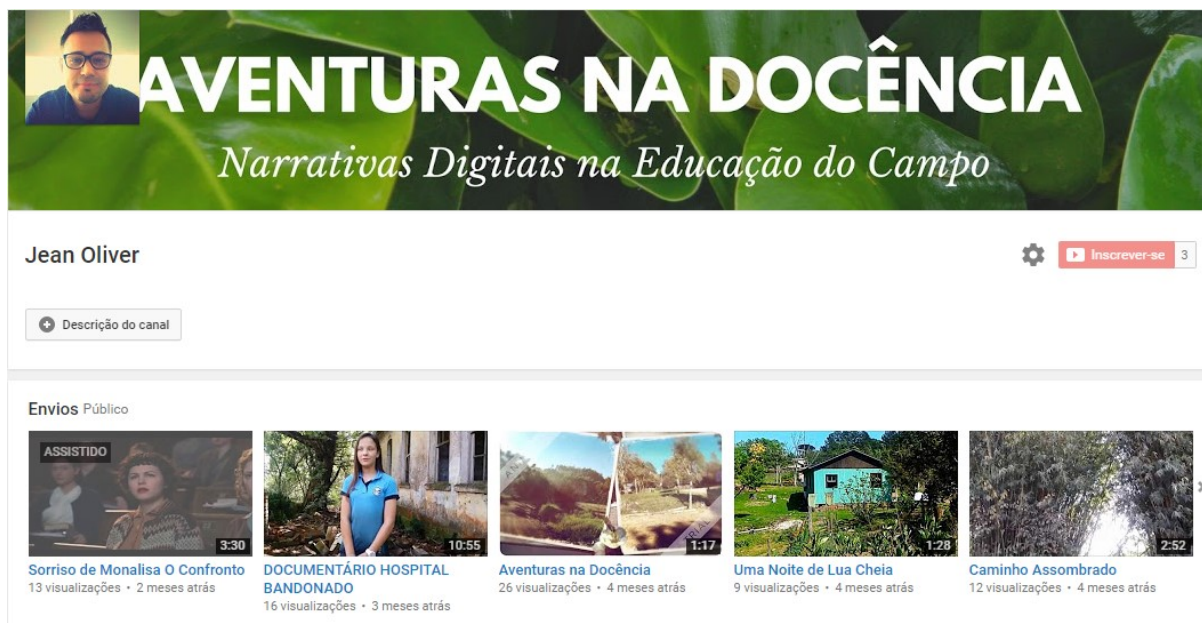 AVENTURAS NA DOCÊNCIA
Narrativas Digitais na Educação do Campo
Jean Oliver
Inscrever-se 3
Descrição do canal
Envios Público
ASSISTIDO
3:30
10:55
1:17
1:28
2:52
Sorriso de Monalisa O Confronto
13 visualizações • 2 meses atrás
DOCUMENTÁRIO HOSPITAL
BANDONADO
16 visualizações • 3 meses atrás
Aventuras na Docência
26 visualizações • 4 meses atrás
Uma Noite de Lua Cheia
9 visualizações • 4 meses atrás
Caminho Assombrado
12 visualizações • 4 meses atrás